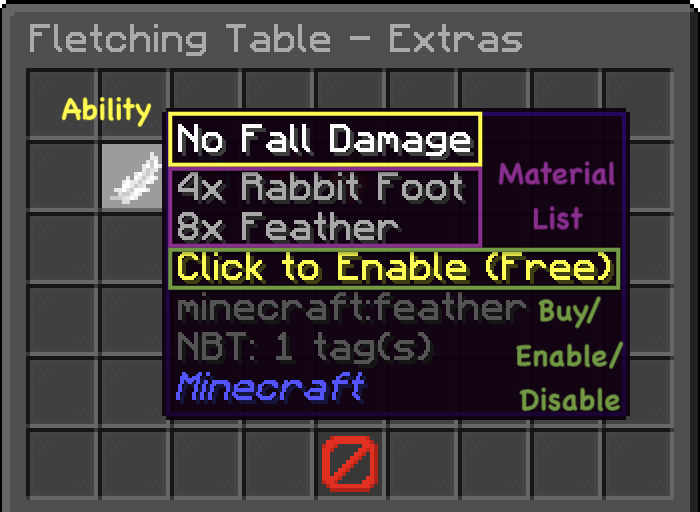 Fletching Table - Extras
Ability
No Fall Damage
4x Rabbit Foot
8x Feather
Material
List
Click to Enable (Free)
minecraft:feather
NBT: 1 tag(s)
Minecraft
Buy/
Enable/
Disable